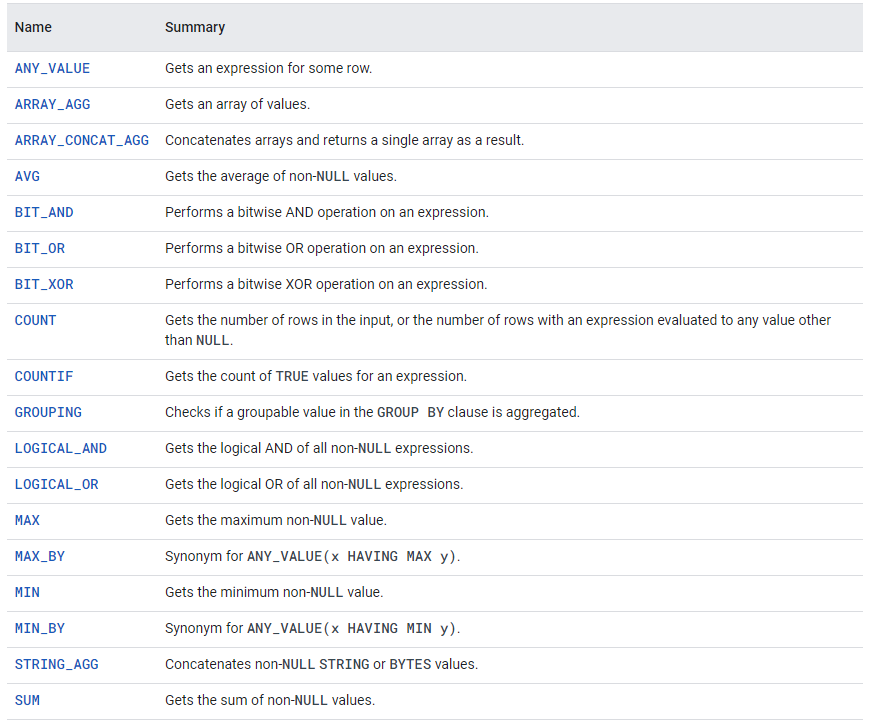 Name Summary
ANY_VALUE Gets an expression for some row.
ARRAY_AGG Gets an array of values.
ARRAY_CONCAT_AGG Concatenates arrays and returns a single array as a result.
AVG Gets the average of non-NULL values.
BIT_AND Performs a bitwise AND operation on an expression.
BIT_OR Performs a bitwise OR operation on an expression.
BIT_XOR Performs a bitwise XOR operation on an expression.
COUNT Gets the number of rows in the input, or the number of rows with an expression evaluated to any value other
than NULL.
COUNTIF Gets the count of TRUE values for an expression.
GROUPING Checks if a groupable value in the GROUP BY clause is aggregated.
LOGICAL_AND Gets the logical AND of all non-NULL expressions.
LOGICAL_OR Gets the logical OR of all non-NULL expressions.
MAX Gets the maximum non-NULL value.
MAX_BY Synonym for ANY_VALUE(x HAVING MAX y).
MIN Gets the minimum non-NULL value.
MIN_BY Synonym for ANY_VALUE(x HAVING MIN y).
STRING_AGG Concatenates non-NULL STRING or BYTES values.
SUM Gets the sum of non-NULL values.